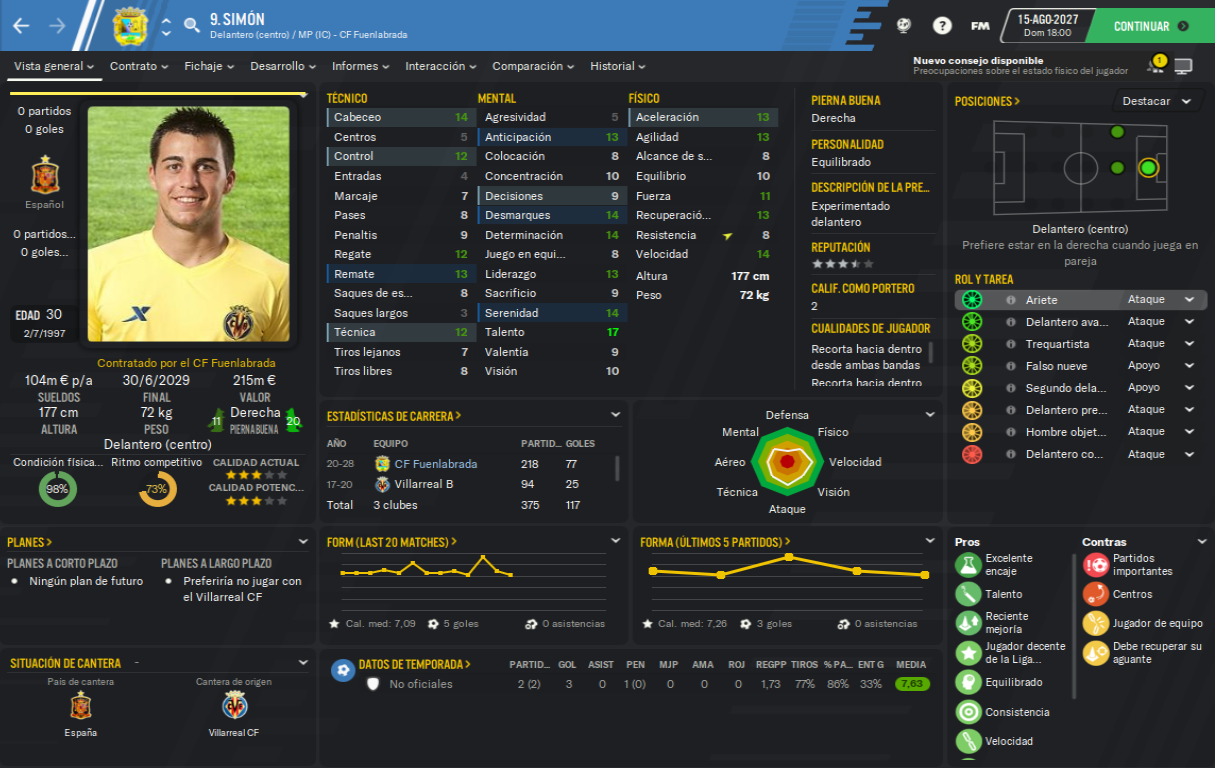 9. SIMÓN
Delantero (centro) / MP (IC) - CF Fuenlabrada
?
FM
15-AGO-2027
Dom 18:00
CONTINUAR
Vista general
Contrato
Fichaje
Desarrollo
Informes
Interacción
Comparación
Historial
Nuevo consejo disponible
Preocupaciones sobre el estado físico del jugador
1
0 partidos
0 goles
Español
0 partidos...
0 goles...
EDAD 30
2/7/1997
Contratado por el CF Fuenlabrada
104m € p/a
SUELDOS
30/6/2029
FINAL
215m €
VALOR
177 cm
ALTURA
72 kg
PESO
11
Derecha
PIERNA BUENA
20
Delantero (centro)
Condición física...
98%
Ritmo competitivo
73%
CALIDAD ACTUAL
CALIDAD POTENC...
TÉCNICO
Cabeceo 14
Centros 5
Control 12
Entradas 4
Marcaje 7
Pases 8
Penaltis 9
Regate 12
Remate 13
Saques de es... 8
Saques largos 3
Técnica 12
Tiros lejanos 7
Tiros libres 8
MENTAL
Agresividad 5
Anticipación 13
Colocación 8
Concentración 10
Decisiones 9
Desmarques 14
Determinación 14
Juego en equi... 8
Liderazgo 13
Sacrificio 9
Serenidad 14
Talento 17
Valentía 9
Visión 10
FÍSICO
Aceleración 13
Agilidad 13
Alcance de s... 8
Equilibrio 10
Fuerza 11
Recuperació... 13
Resistencia 8
Velocidad 14
Altura 177 cm
Peso 72 kg
PIERNA BUENA
Derecha
PERSONALIDAD
Equilibrado
DESCRIPCIÓN DE LA PRE...
Experimentado
delantero
REPUTACIÓN
CALIF. COMO PORTERO
2
CUALIDADES DE JUGADOR
Recorta hacia dentro
desde ambas bandas
Recorta hacia dentro
POSICIONES >
Destacar
Delantero (centro)
Prefiere estar en la derecha cuando juega en
pareja
ROL Y TAREA
Ariete Ataque
Delantero ava... Ataque
Trequartista Ataque
Falso nueve Apoyo
Segundo dela... Apoyo
Delantero pre... Ataque
Hombre objet... Ataque
Delantero co... Ataque
ESTADÍSTICAS DE CARRERA >
AÑO EQUIPO PARTID... GOLES
20-28 CF Fuenlabrada 218 77
17-20 Villarreal B 94 25
Total 3 clubes 375 117
Defensa
Mental
Físico
Aéreo
Velocidad
Técnica
Visión
Ataque
PLANES >
PLANES A CORTO PLAZO
Ningún plan de futuro
PLANES A LARGO PLAZO
Preferiría no jugar con
el Villarreal CF
FORM (LAST 20 MATCHES) >
Cal. med: 7,09 5 goles 0 asistencias
FORMA (ÚLTIMOS 5 PARTIDOS) >
Cal. med: 7,26 3 goles 0 asistencias
Pros
Excelente
encaje
Talento
Reciente
mejoría
Jugador decente
de la Liga...
Equilibrado
Consistencia
Velocidad
Contras
Partidos
importantes
Centros
Jugador de equipo
Debe recuperar su
aguante
SITUACIÓN DE CANTERA -
País de cantera
España
Cantera de origen
Villarreal CF
DATOS DE TEMPORADA >
PARTID... GOL ASIST PEN MJP AMA ROJ REGPP TIROS % PA... ENT G MEDIA
No oficiales 2 (2) 3 0 1 (0) 0 0 0 1,73 77% 86% 33% 7,63